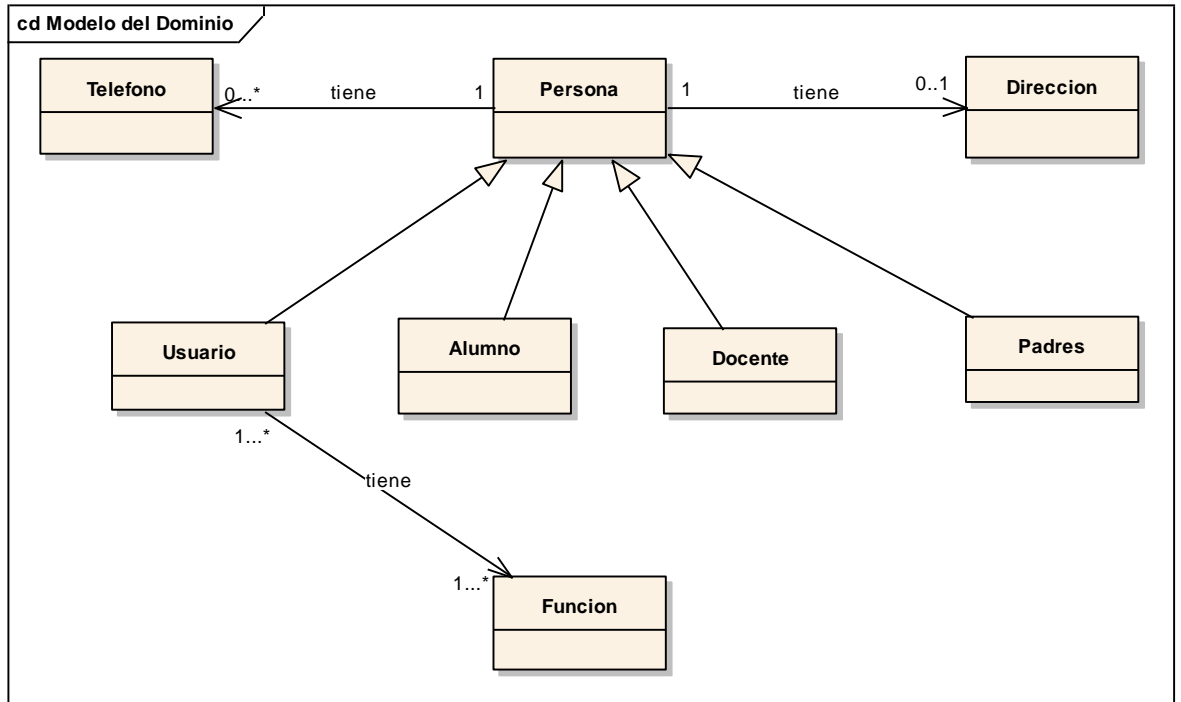 cd Modelo del Dominio
Telefono
0...*
tiene
1
Persona
1
tiene
0..1
Direccion
Usuario
Alumno
Docente
Padres
1...*
tiene
1...*
Funcion